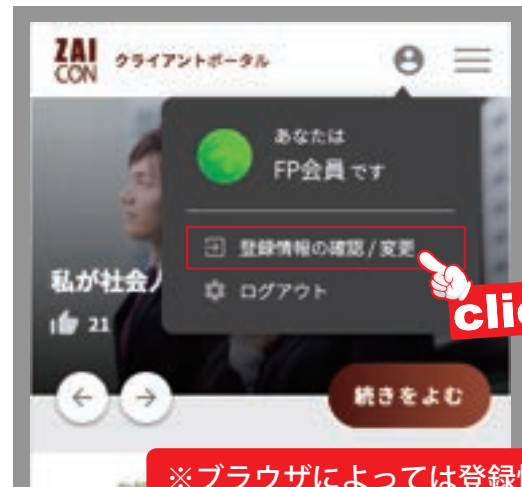 ZAI
CON
クライアントポータル
あなたは
FP会員 です
登録情報の確認 / 変更
ログアウト
私が社会人
21
clic
続きをよむ
※ブラウザによっては登録情